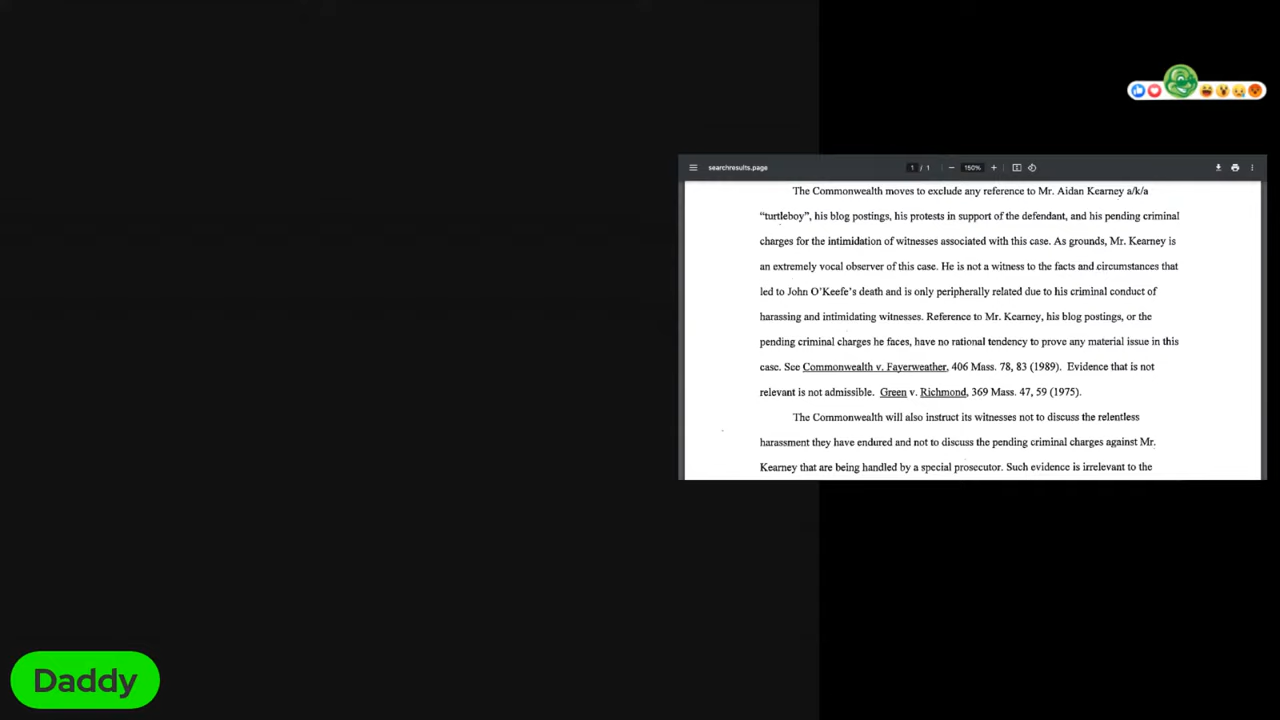 searchresults.page
1 / 1
150%
The Commonwealth moves to exclude any reference to Mr. Aidan Kearney a/k/a
“turtleboy”, his blog postings, his protests in support of the defendant, and his pending criminal
charges for the intimidation of witnesses associated with this case. As grounds, Mr. Kearney is
an extremely vocal observer of this case. He is not a witness to the facts and circumstances that
led to John O’Keefe’s death and is only peripherally related due to his criminal conduct of
harassing and intimidating witnesses. Reference to Mr. Kearney, his blog postings, or the
pending criminal charges he faces, have no rational tendency to prove any material issue in this
case. See Commonwealth v. Fayerweather, 406 Mass. 78, 83 (1989). Evidence that is not
relevant is not admissible. Green v. Richmond, 369 Mass. 47, 59 (1975).
The Commonwealth will also instruct its witnesses not to discuss the relentless
harassment they have endured and not to discuss the pending criminal charges against Mr.
Kearney that are being handled by a special prosecutor. Such evidence is irrelevant to the
Daddy